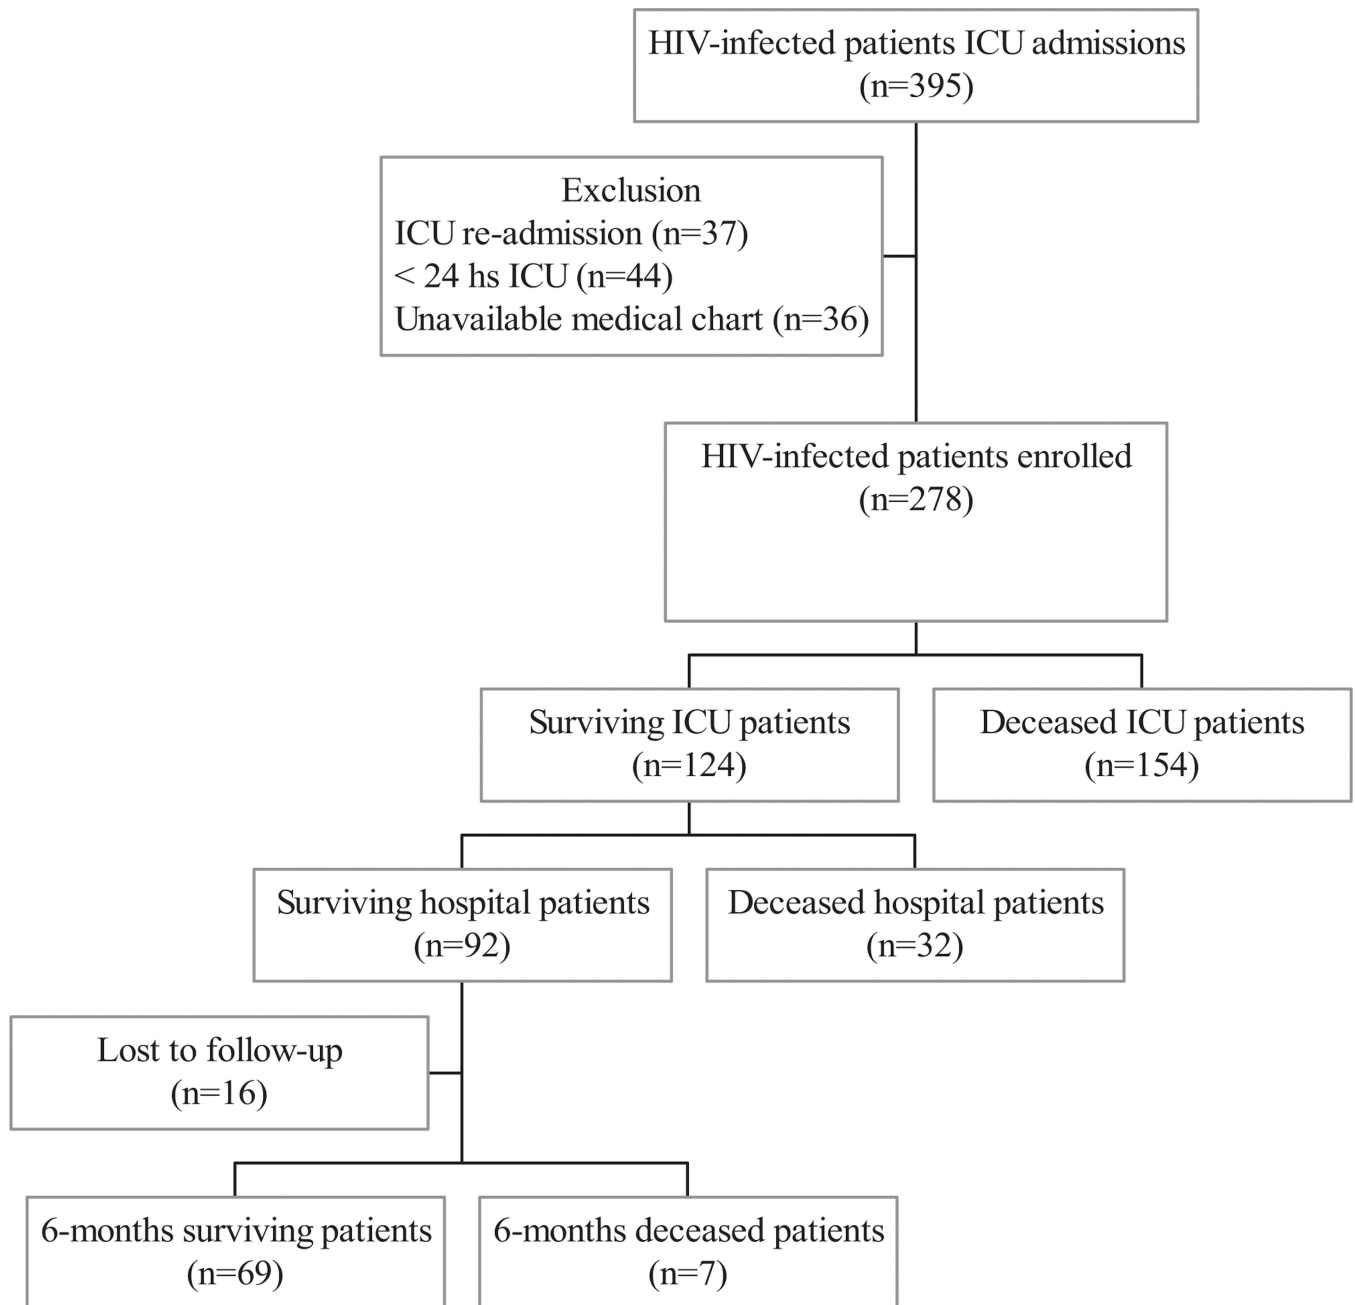 HIV-infected patients ICU admissions
(n=395)
Exclusion
ICU re-admission (n=37)
< 24 hs ICU (n=44)
Unavailable medical chart (n=36)
HIV-infected patients enrolled
(n=278)
Surviving ICU patients
(n=124)
Deceased ICU patients
(n=154)
Surviving hospital patients
(n=92)
Deceased hospital patients
(n=32)
Lost to follow-up
(n=16)
6-months surviving patients
(n=69)
6-months deceased patients
(n=7)